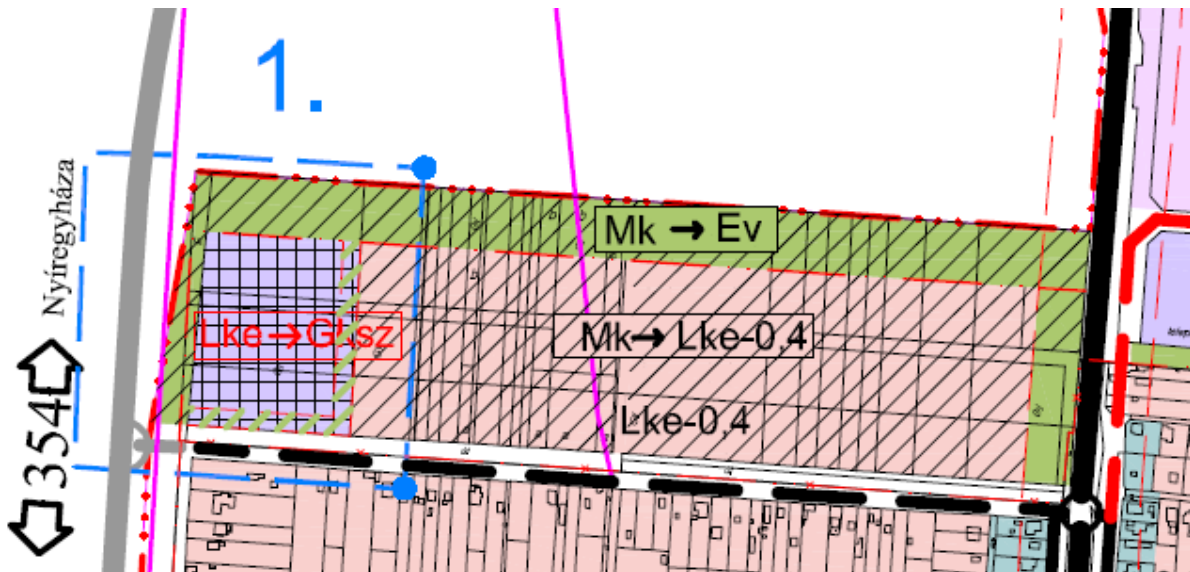 1.
Nyíregyháza
354
Mk → Ev
Lke→Gksz
Mk→ Lke-0,4
Lke-0,4